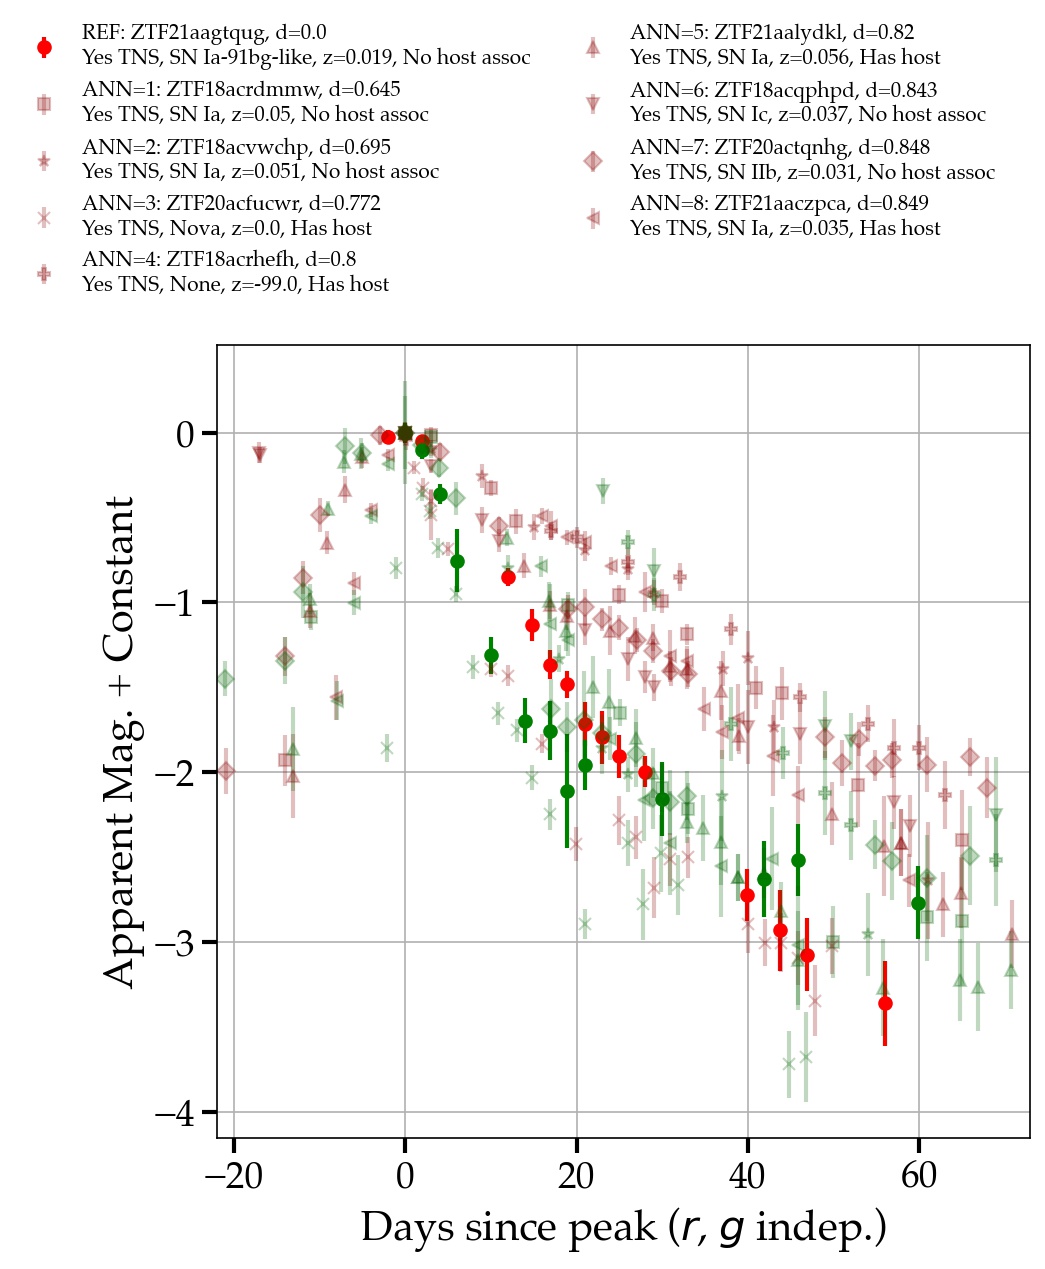 REF: ZTF21aagtqug, d=0.0
Yes TNS, SN Ia-91bg-like, z=0.019, No host assoc
ANN=1: ZTF18acrdmmw, d=0.645
Yes TNS, SN Ia, z=0.05, No host assoc
ANN=2: ZTF18acvwchp, d=0.695
Yes TNS, SN Ia, z=0.051, No host assoc
ANN=3: ZTF20acfucwr, d=0.772
Yes TNS, Nova, z=0.0, Has host
ANN=4: ZTF18acrhefh, d=0.8
Yes TNS, None, z=-99.0, Has host
ANN=5: ZTF21aalydkl, d=0.82
Yes TNS, SN Ia, z=0.056, Has host
ANN=6: ZTF18acqphpd, d=0.843
Yes TNS, SN Ic, z=0.037, No host assoc
ANN=7: ZTF20actqnhg, d=0.848
Yes TNS, SN IIb, z=0.031, No host assoc
ANN=8: ZTF21aaczpca, d=0.849
Yes TNS, SN Ia, z=0.035, Has host
Apparent Mag. + Constant
0
−1
−2
−3
−4
−20 0 20 40 60
Days since peak (r, g indep.)